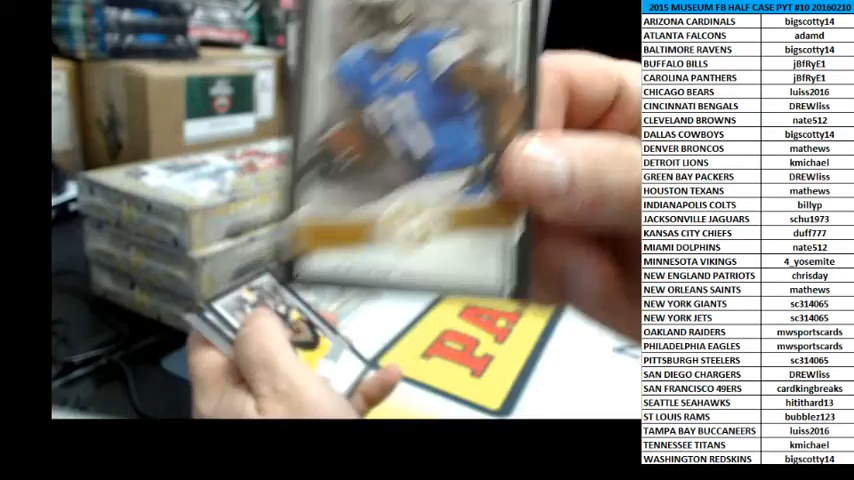 2015 MUSEUM FB HALF CASE PYT #10 20160210
ARIZONA CARDINALS bigscotty14
ATLANTA FALCONS adamd
BALTIMORE RAVENS bigscotty14
BUFFALO BILLS jBfRyE1
CAROLINA PANTHERS jBfRyE1
CHICAGO BEARS luiss2016
CINCINNATI BENGALS DREWliss
CLEVELAND BROWNS nate512
DALLAS COWBOYS bigscotty14
DENVER BRONCOS mathews
DETROIT LIONS kmichael
GREEN BAY PACKERS DREWliss
HOUSTON TEXANS mathews
INDIANAPOLIS COLTS billyp
JACKSONVILLE JAGUARS schu1973
KANSAS CITY CHIEFS duff777
MIAMI DOLPHINS nate512
MINNESOTA VIKINGS 4_yosemite
NEW ENGLAND PATRIOTS chrisday
NEW ORLEANS SAINTS mathews
NEW YORK GIANTS sc314065
NEW YORK JETS sc314065
OAKLAND RAIDERS mwsportcards
PHILADELPHIA EAGLES mwsportcards
PITTSBURGH STEELERS sc314065
SAN DIEGO CHARGERS DREWliss
SAN FRANCISCO 49ERS cardkingbreaks
SEATTLE SEAHAWKS hitithard13
ST LOUIS RAMS bubblez123
TAMPA BAY BUCCANEERS luiss2016
TENNESSEE TITANS kmichael
WASHINGTON REDSKINS bigscotty14
PA